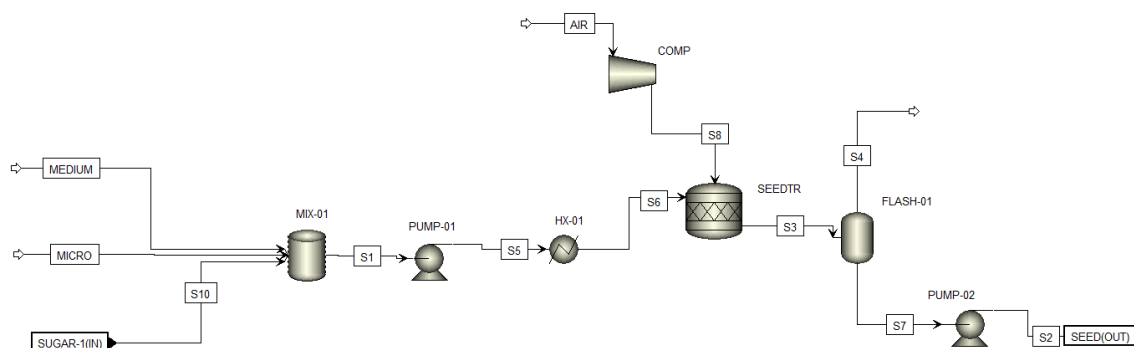 AIR
COMP
S8
S4
MEDIUM
SEEDTR
FLASH-01
MIX-01
PUMP-01
HX-01
S6
S3
MICRO
S1
S5
S10
PUMP-02
S7
S2
SEED(OUT)
SUGAR-1(IN)